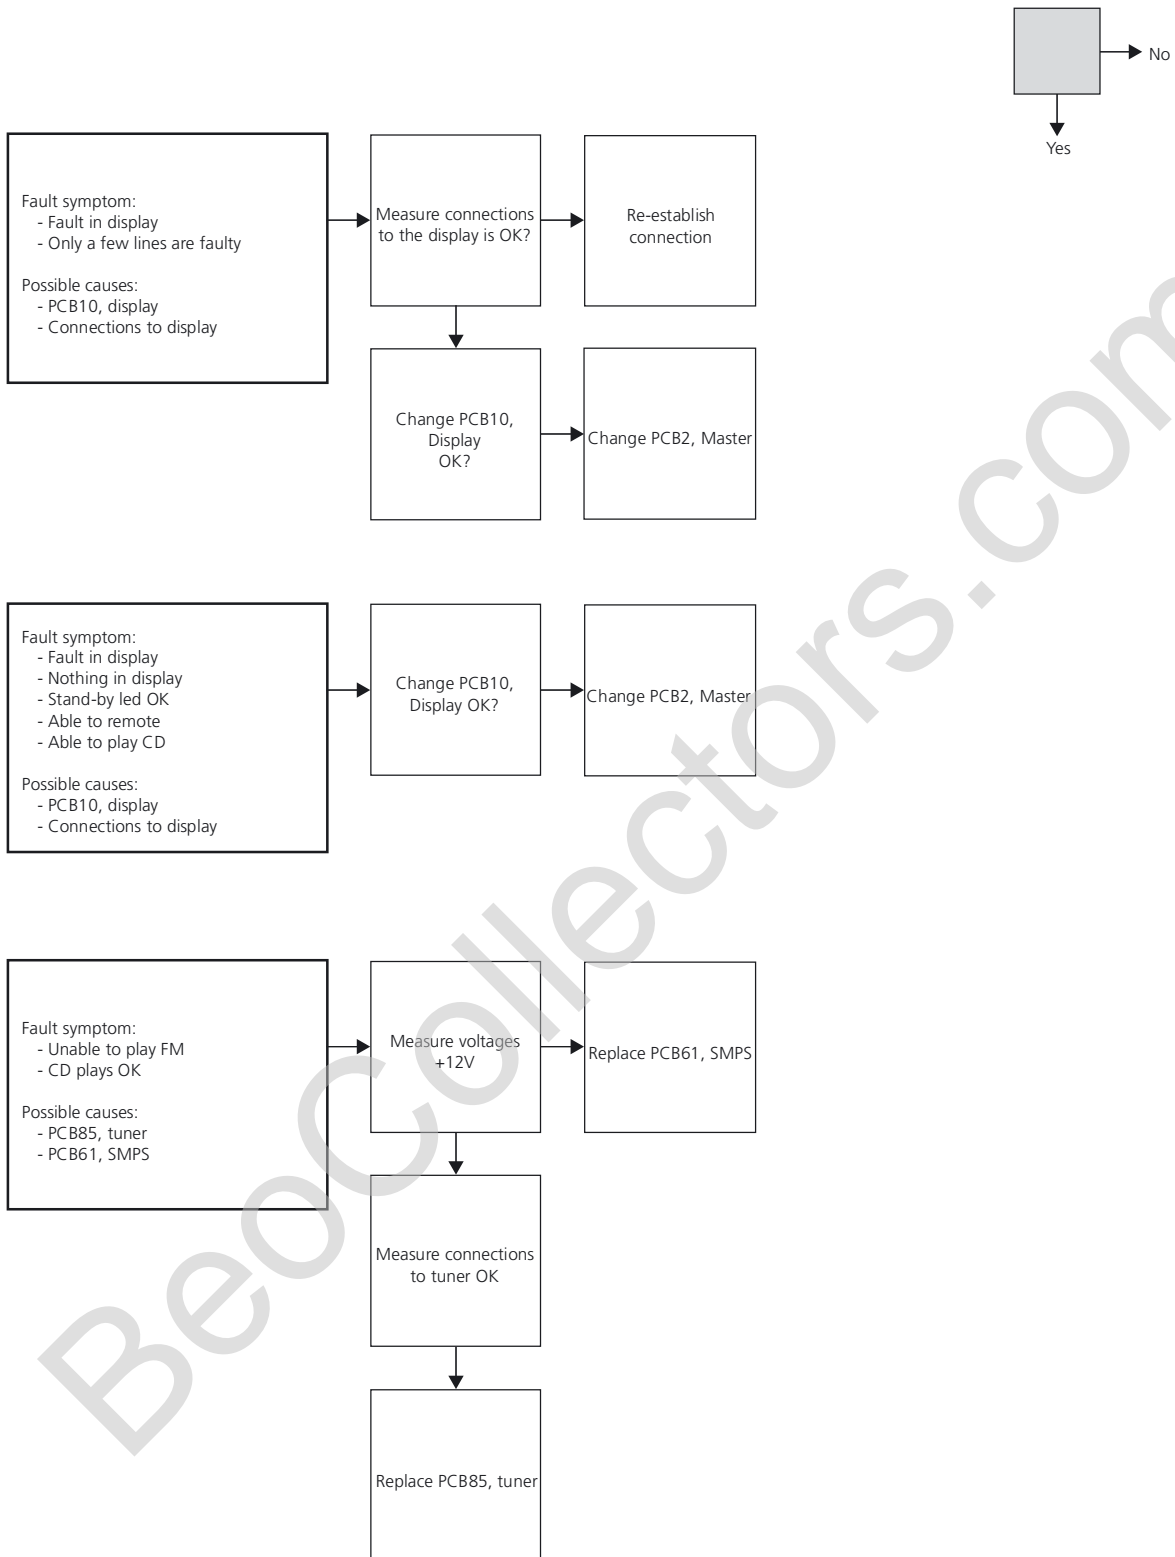 No
Yes
Fault symptom:
- Fault in display
- Only a few lines are faulty
Possible causes:
- PCB10, display
- Connections to display
Measure connections
to the display is OK?
Re-establish
connection
Change PCB10,
Display
OK?
Change PCB2, Master
Fault symptom:
- Fault in display
- Nothing in display
- Stand-by led OK
- Able to remote
- Able to play CD
Possible causes:
- PCB10, display
- Connections to display
Change PCB10,
Display OK?
Change PCB2, Master
Fault symptom:
- Unable to play FM
- CD plays OK
Possible causes:
- PCB85, tuner
- PCB61, SMPS
Measure voltages
+12V
Replace PCB61, SMPS
Measure connections
to tuner OK
Replace PCB85, tuner
BeoCollectors.com